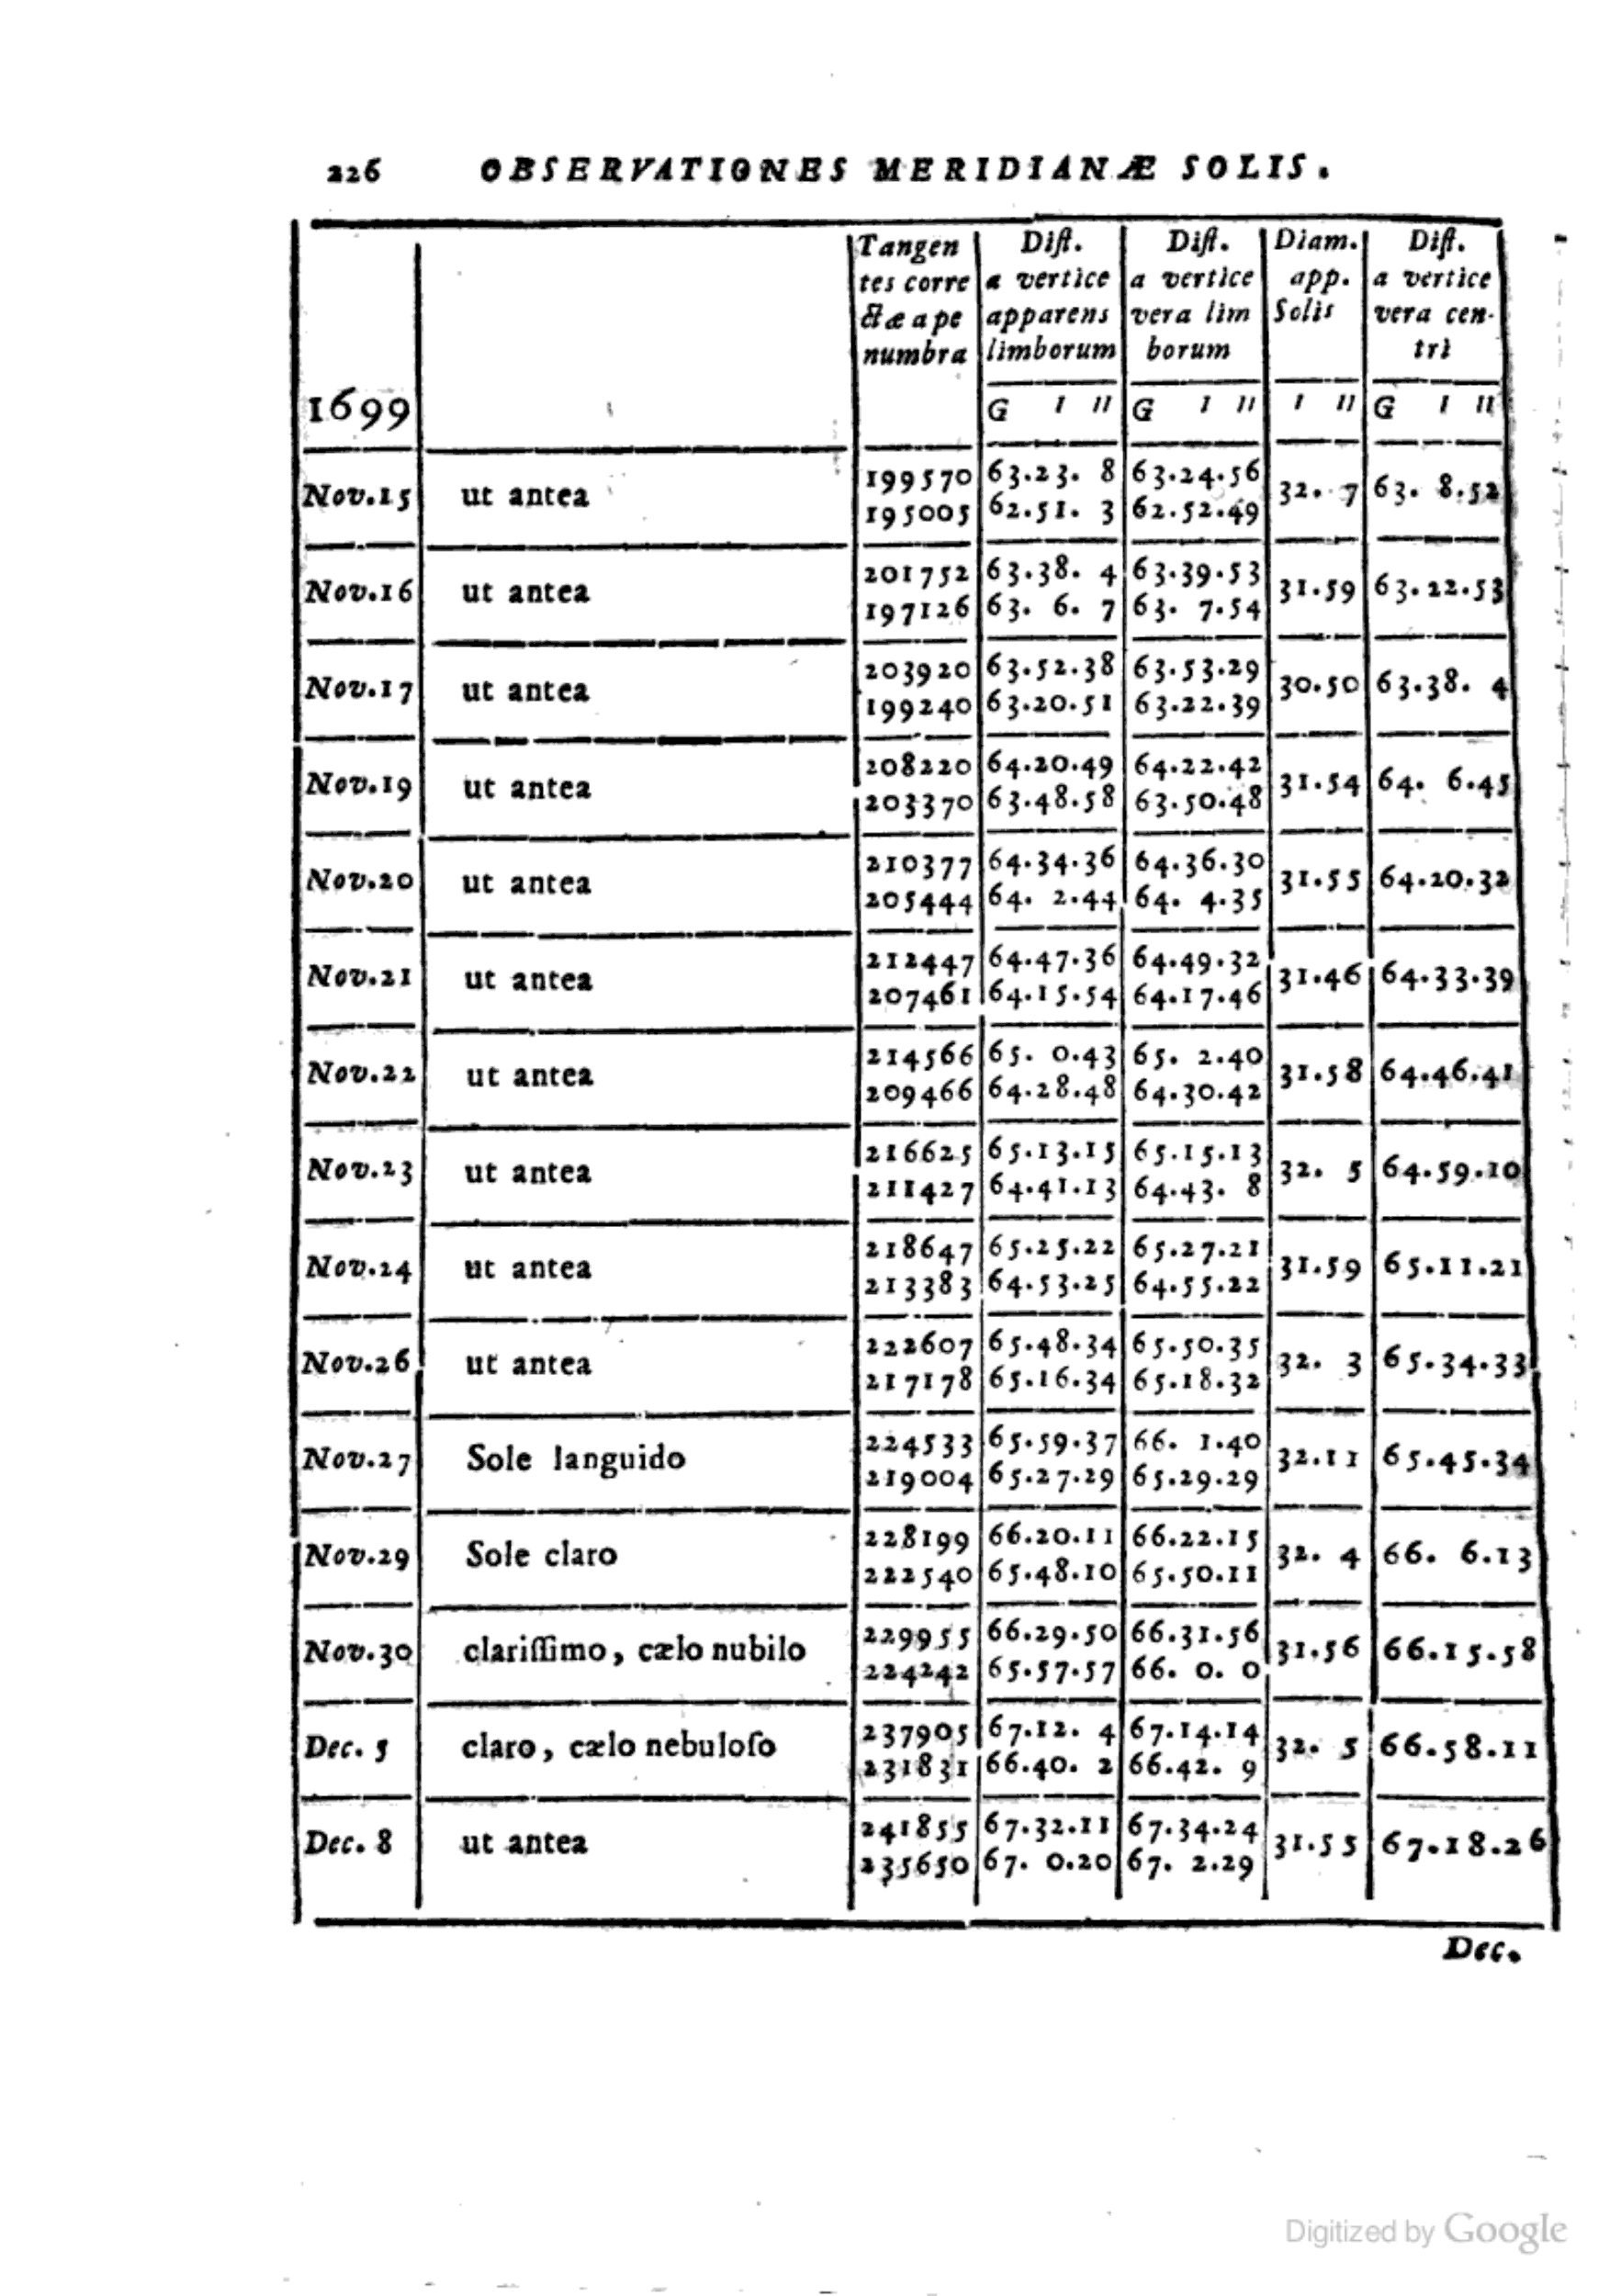 226 OBSERVATIONES MERIDIANÆ SOLIS.
Tangen Diſt. Diſt. Diam. Diſt.
tes corre a vertice a vertice app. a vertice
ctæ a pe apparens vera lim Solis vera cen-
numbra limborum borum tri
1699 G ı ıı G ı ıı ı ıı G ı ıı
199570 63.23. 8 63.24.56
Nov.15 ut antea 32. 7 63. 8.52
195005 62.51. 3 62.52.49
201752 63.38. 4 63.39.53
Nov.16 ut antea 31.59 63.22.53
197126 63. 6. 7 63. 7.54
203920 63.52.38 63.53.29
Nov.17 ut antea 30.50 63.38. 4
199240 63.20.51 63.22.39
208220 64.20.49 64.22.42
Nov.19 ut antea 31.54 64. 6.45
203370 63.48.58 63.50.48
210377 64.34.36 64.36.30
Nov.20 ut antea 31.55 64.20.32
205444 64. 2.44 64. 4.35
212447 64.47.36 64.49.32
Nov.21 ut antea 31.46 64.33.39
207461 64.15.54 64.17.46
214566 65. 0.43 65. 2.40
Nov.22 ut antea 31.58 64.46.41
209466 64.28.48 64.30.42
216625 65.13.15 65.15.13
Nov.23 ut antea 32. 5 64.59.10
211427 64.41.13 64.43. 8
218647 65.25.22 65.27.21
Nov.24 ut antea 31.59 65.11.21
213383 64.53.25 64.55.22
222607 65.48.34 65.50.35
Nov.26 ut antea 32. 3 65.34.33
217178 65.16.34 65.18.32
224533 65.59.37 66. 1.40
Nov.27 Sole languido 32.11 65.45.34
219004 65.27.29 65.29.29
228199 66.20.11 66.22.15
Nov.29 Sole claro 32. 4 66. 6.13
222540 65.48.10 65.50.11
229955 66.29.50 66.31.56
Nov.30 clariſſimo, cælo nubilo 31.56 66.15.58
224242 65.57.57 66. 0. 0
237905 67.12. 4 67.14.14
Dec. 5 claro, cælo nebuloſo 32. 5 66.58.11
231831 66.40. 2 66.42. 9
241855 67.32.11 67.34.24
Dec. 8 ut antea 31.55 67.18.26
235650 67. 0.20 67. 2.29
Dec.
Digitized by Google